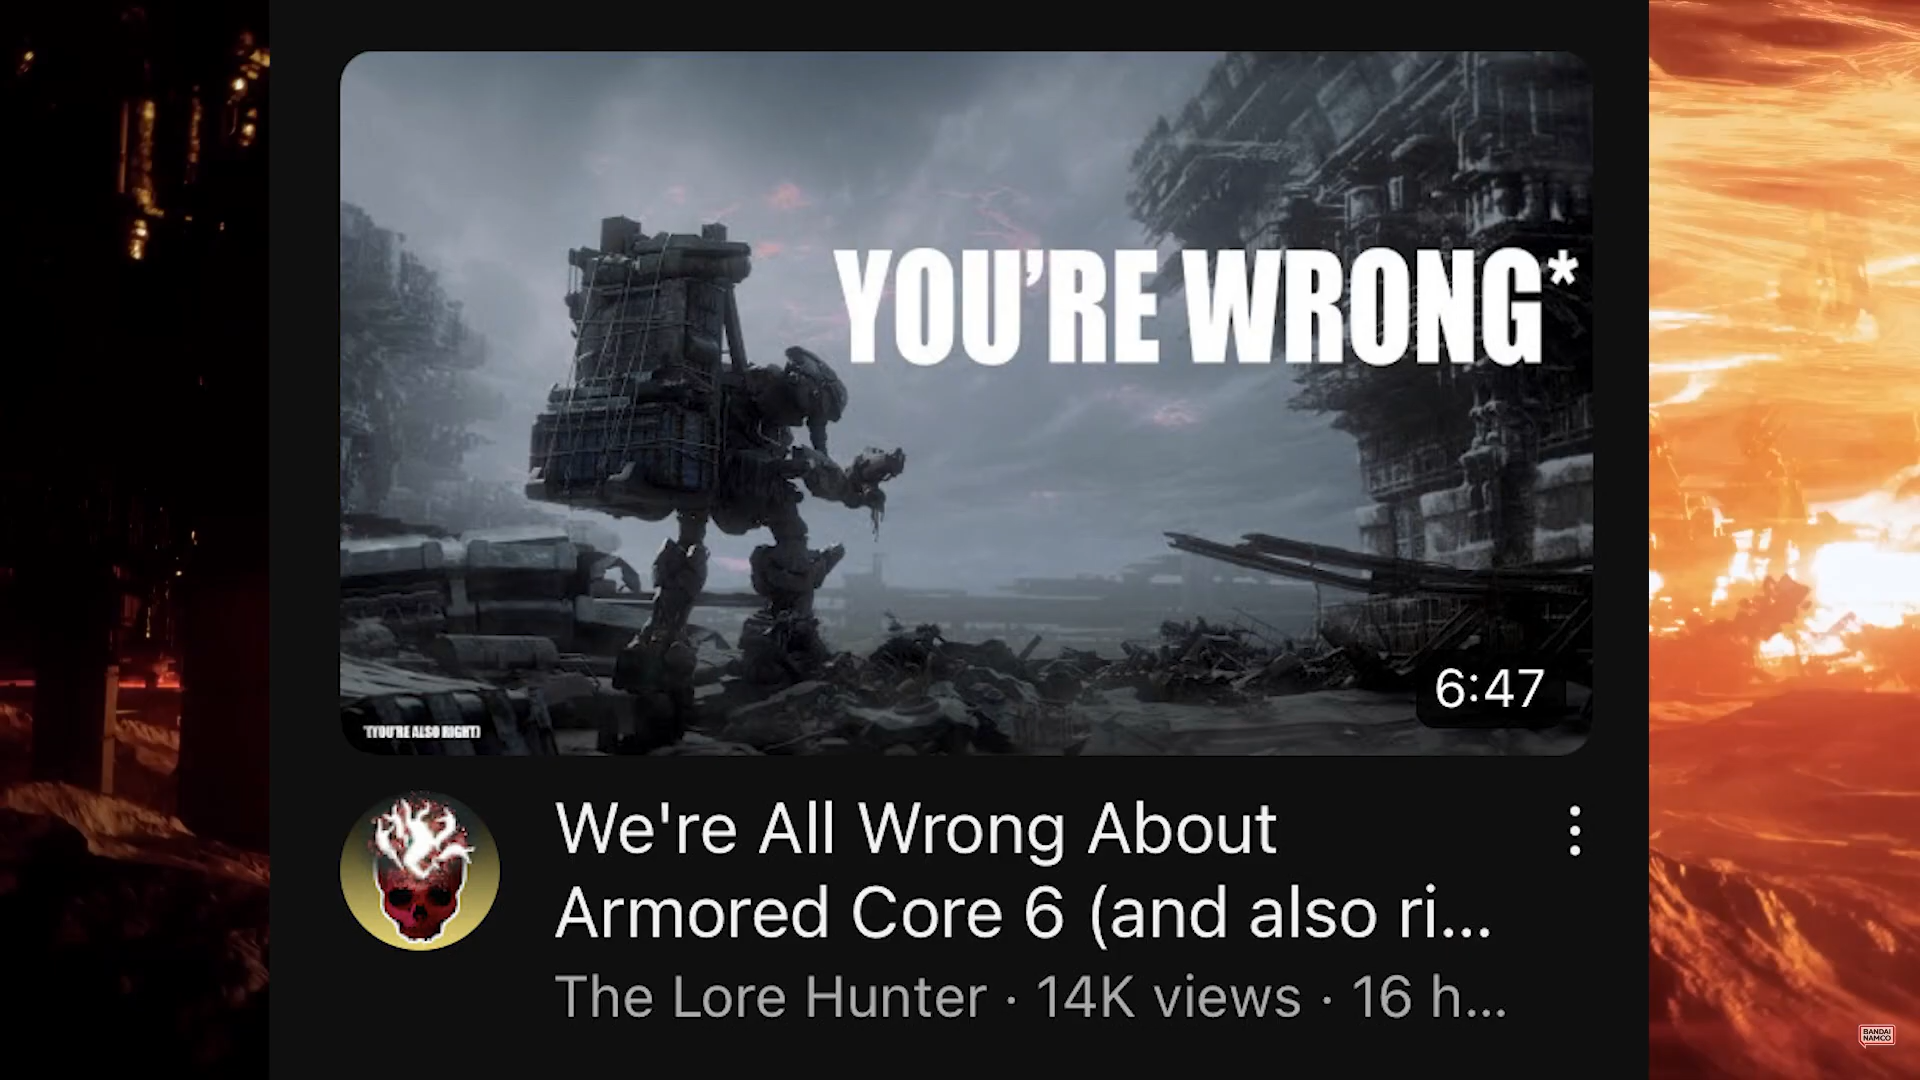 YOU'RE WRONG*
6:47
*(YOU'RE ALSO RIGHT)
We're All Wrong About
Armored Core 6 (and also ri...
The Lore Hunter · 14K views · 16 h...
BANDAI
NAMCO